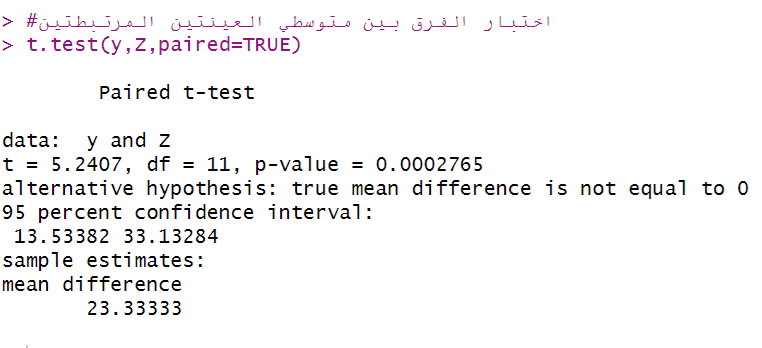 > #اختبار الفرق بين متوسطي العينتين المرتبطتين
> t.test(y,Z,paired=TRUE)
Paired t-test
data:  y and Z
t = 5.2407, df = 11, p-value = 0.0002765
alternative hypothesis: true mean difference is not equal to 0
95 percent confidence interval:
13.53382 33.13284
sample estimates:
mean difference
23.33333